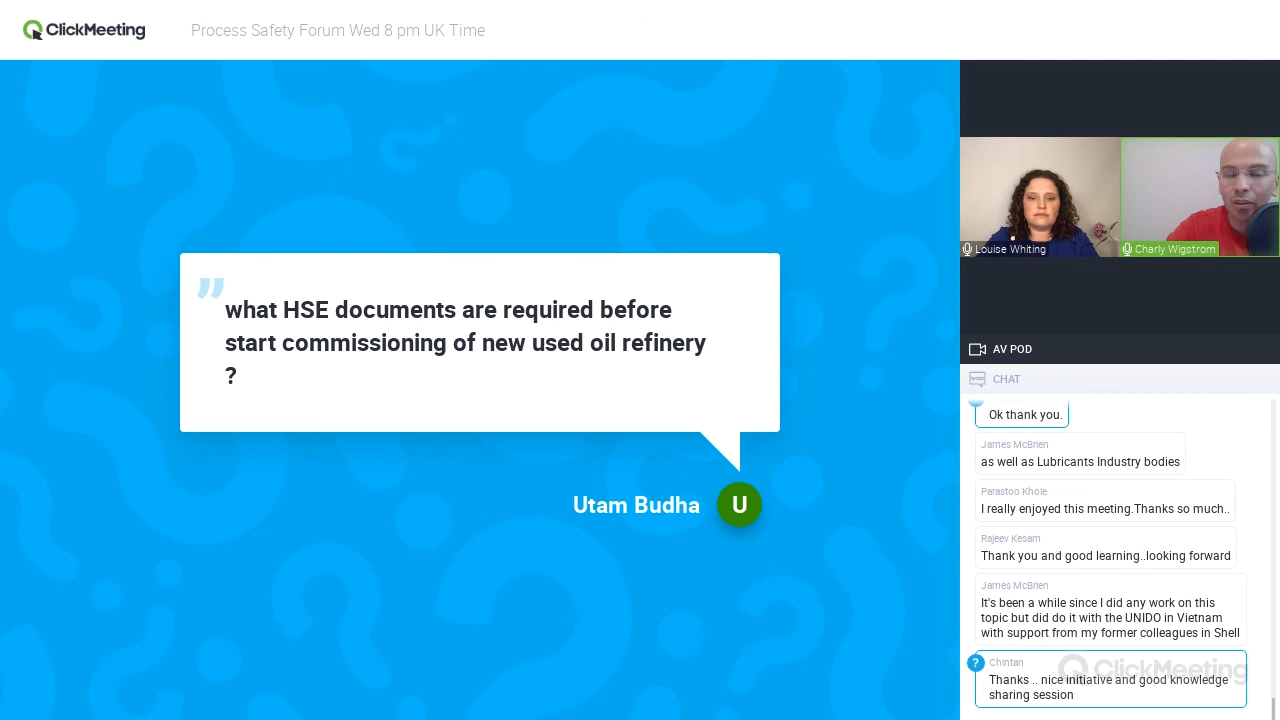 ClickMeeting
Process Safety Forum Wed 8 pm UK Time
what HSE documents are required before
start commissioning of new used oil refinery
?
Utam Budha
U
Louise Whiting
Charly Wigstrom
AV POD
CHAT
Ok thank you.
James McBrien
as well as Lubricants Industry bodies
Parastoo Khoie
I really enjoyed this meeting.Thanks so much..
Rajeev Kesam
Thank you and good learning..looking forward
James McBrien
It's been a while since I did any work on this
topic but did do it with the UNIDO in Vietnam
with support from my former colleagues in Shell
?
Chintan
Thanks .. nice initiative and good knowledge
sharing session
ClickMeeting